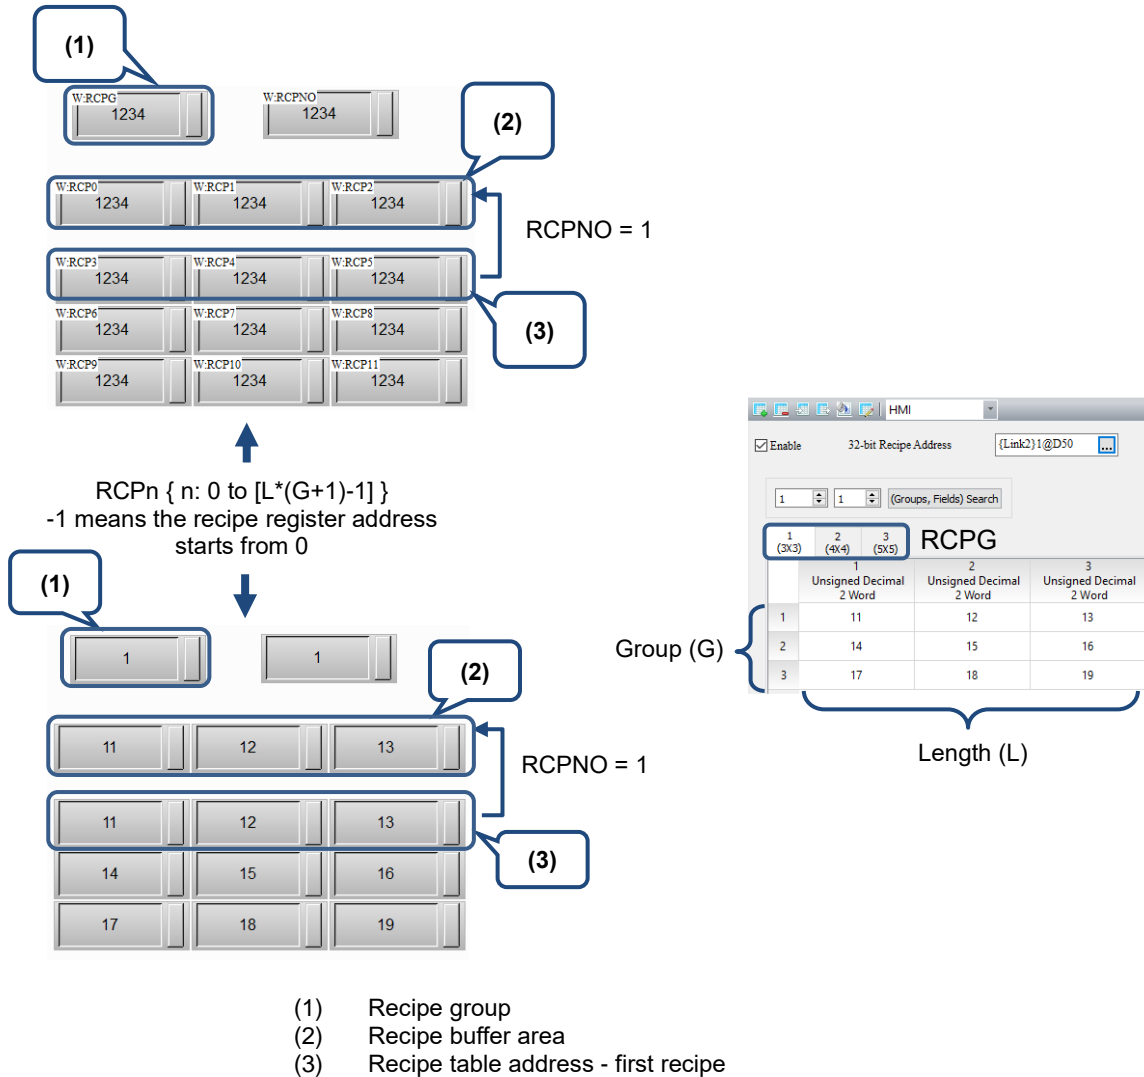 (1)
W:RCPG
1234
W:RCPNO
1234
(2)
W:RCP0
1234
W:RCP1
1234
W:RCP2
1234
RCPNO = 1
W:RCP3
1234
W:RCP4
1234
W:RCP5
1234
W:RCP6
1234
W:RCP7
1234
W:RCP8
1234
(3)
W:RCP9
1234
W:RCP10
1234
W:RCP11
1234
RCPn { n: 0 to [L*(G+1)-1] }
-1 means the recipe register address
starts from 0
(1)
1
1
(2)
11 12 13
RCPNO = 1
11 12 13
(3)
14 15 16
17 18 19
HMI
Enable 32-bit Recipe Address {Link2}1@D50 ...
1 1 (Groups, Fields) Search
1 2 3
(3X3) (4X4) (5X5)
RCPG
1 2 3
Unsigned Decimal Unsigned Decimal Unsigned Decimal
2 Word 2 Word 2 Word
1 11 12 13
2 14 15 16
3 17 18 19
Group (G)
Length (L)
(1) Recipe group
(2) Recipe buffer area
(3) Recipe table address - first recipe